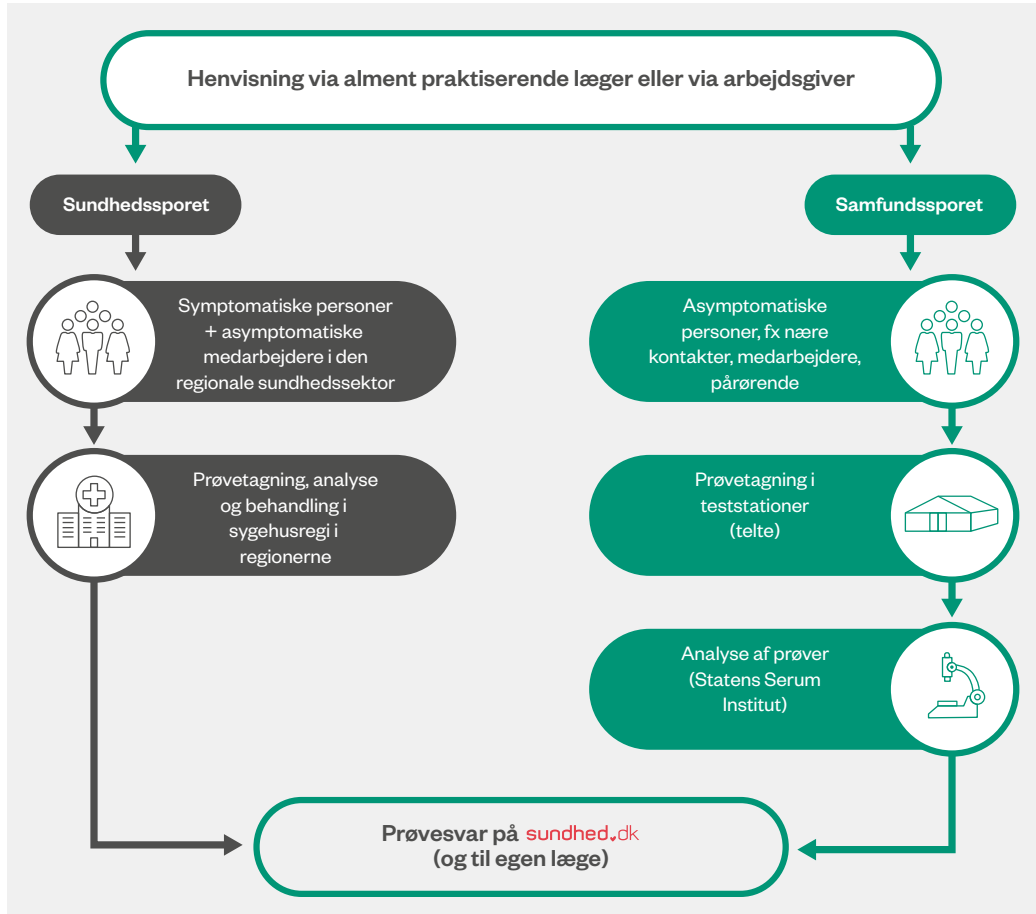 Henvisning via alment praktiserende læger eller via arbejdsgiver
Sundhedssporet
Symptomatiske personer
+ asymptomatiske
medarbejdere i den
regionale sundhedssektor
Prøvetagning, analyse
og behandling i
sygehusregi i
regionerne
Samfundssporet
Asymptomatiske
personer, fx nære
kontakter, medarbejdere,
pårørende
Prøvetagning i
teststationer
(telte)
Analyse af prøver
(Statens Serum
Institut)
Prøvesvar på sundhed.dk
(og til egen læge)